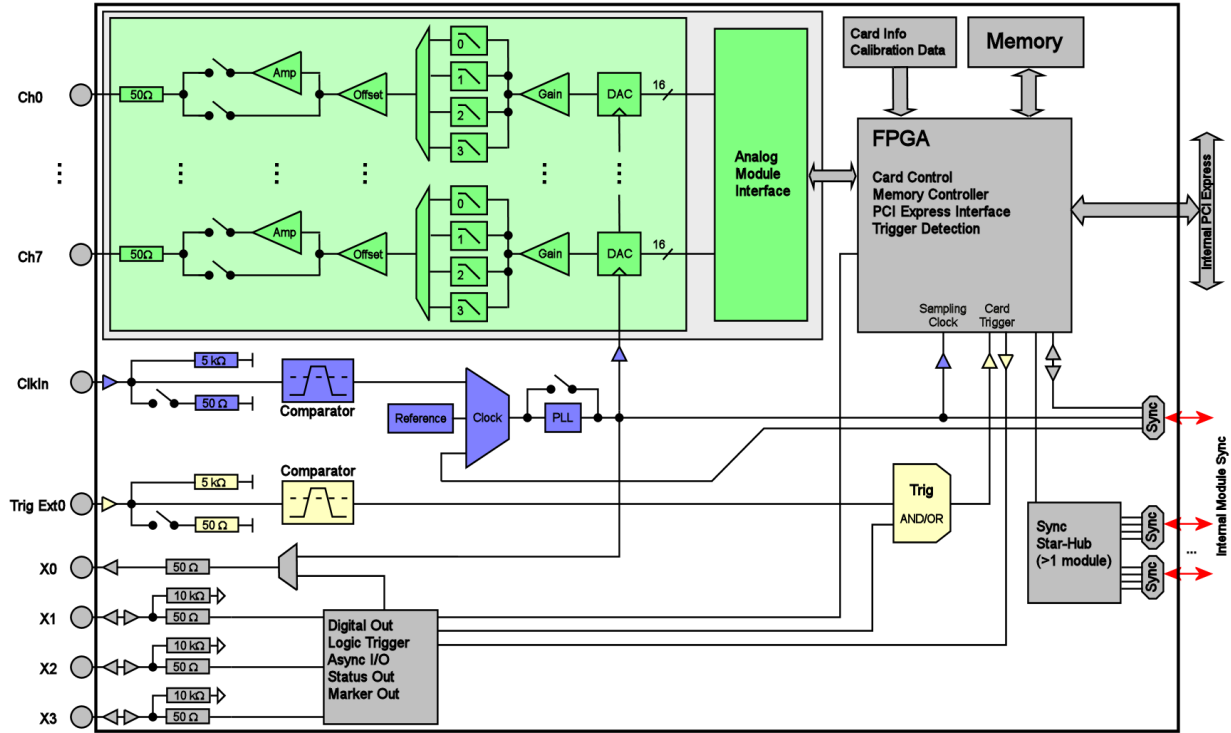 Card Info
Calibration Data
Memory
Ch0
50Ω
Amp
Offset
0
1
2
3
Gain
DAC
16
Analog
Module
Interface
FPGA
Card Control
Memory Controller
PCI Express Interface
Trigger Detection
Sampling
Clock
Card
Trigger
Internal PCI Express
...
...
...
...
...
Ch7
50Ω
Amp
Offset
0
1
2
3
Gain
DAC
16
ClkIn
5 kΩ
50 Ω
Comparator
Reference
Clock
PLL
Sync
Internal Module Sync
Trig Ext0
5kΩ
50 Ω
Comparator
Trig
AND/OR
Sync
Star-Hub
(>1 module)
Sync
...
Sync
X0
50 Ω
X1
10 kΩ
50 Ω
X2
10 kΩ
50 Ω
X3
10 kΩ
50 Ω
Digital Out
Logic Trigger
Async I/O
Status Out
Marker Out